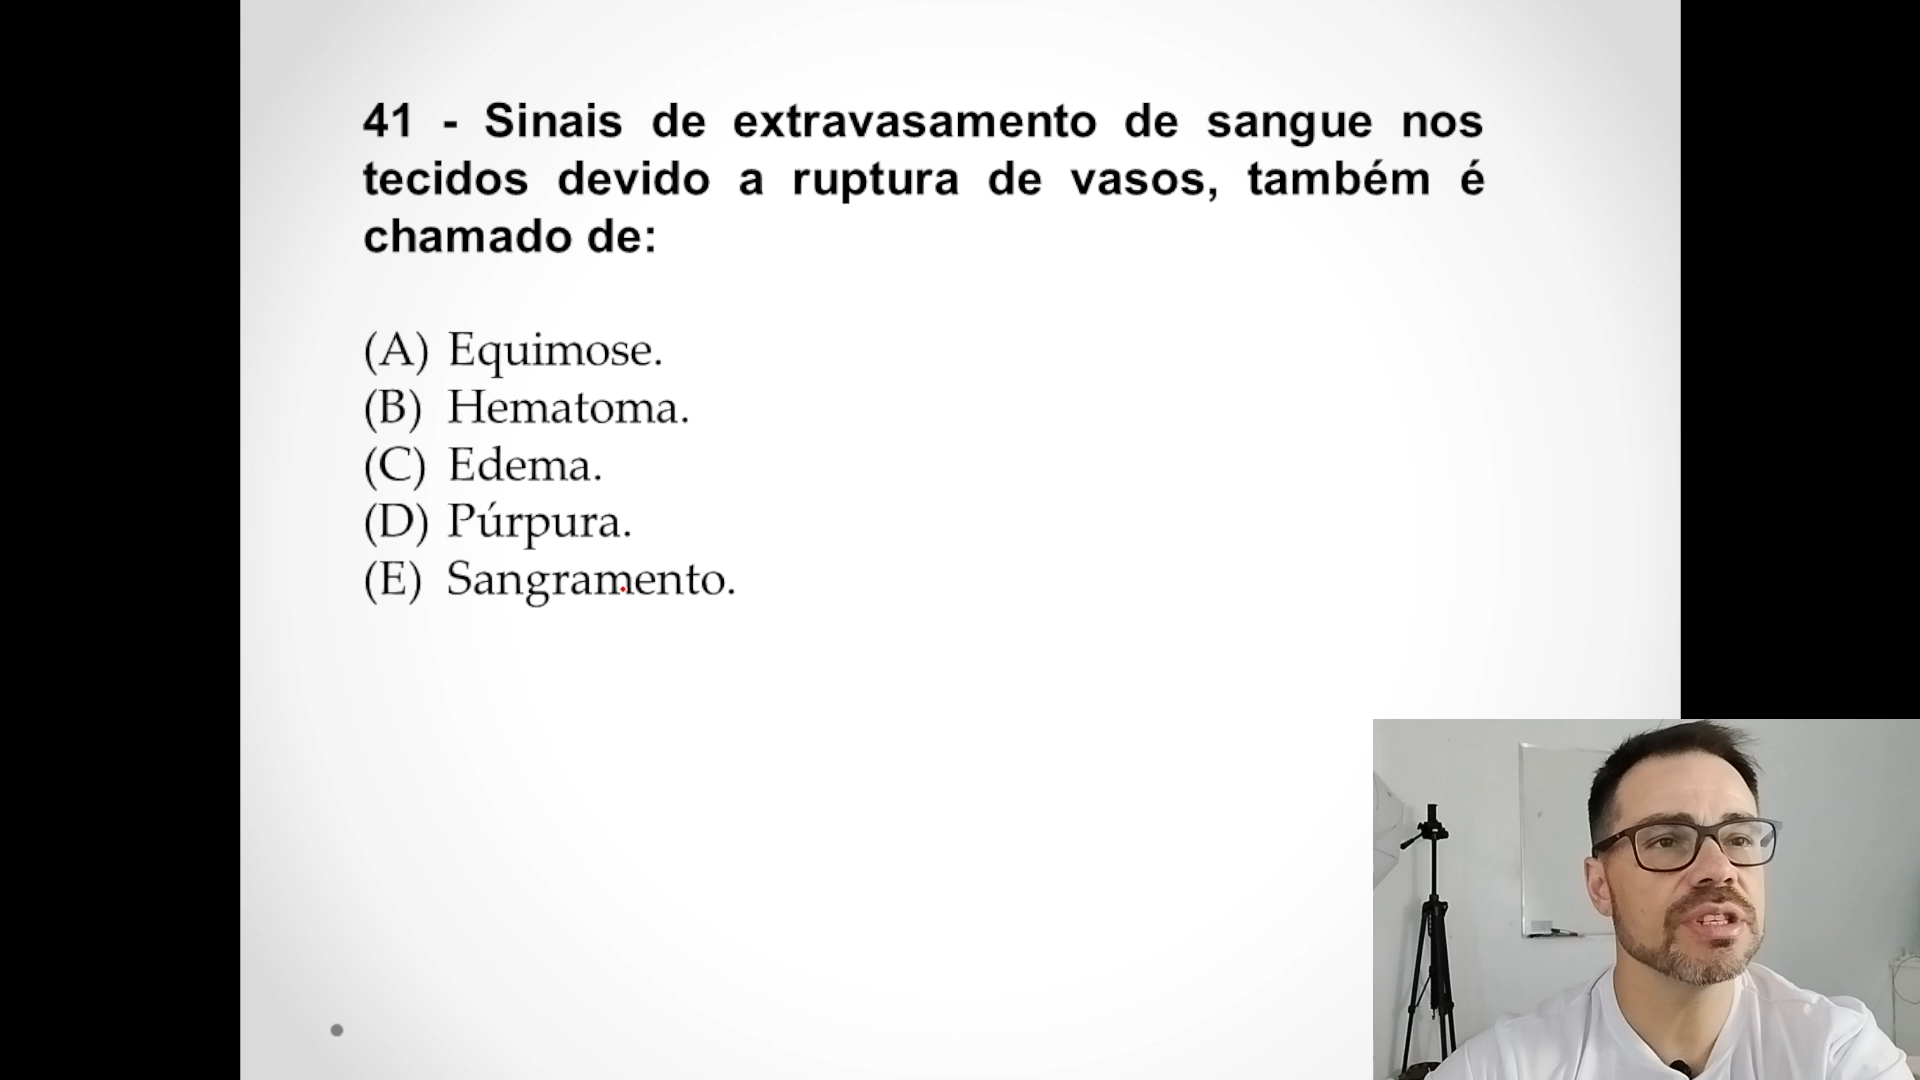 41 - Sinais de extravasamento de sangue nos
tecidos devido a ruptura de vasos, também é
chamado de:
(A) Equimose.
(B) Hematoma.
(C) Edema.
(D) Púrpura.
(E) Sangramento.